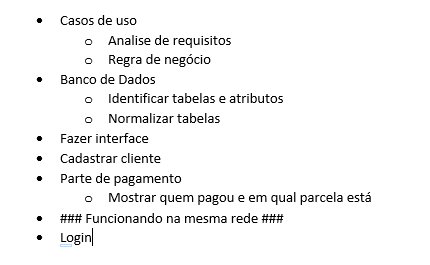 • Casos de uso
o Analise de requisitos
o Regra de negócio
• Banco de Dados
o Identificar tabelas e atributos
o Normalizar tabelas
• Fazer interface
• Cadastrar cliente
• Parte de pagamento
o Mostrar quem pagou e em qual parcela está
• ### Funcionando na mesma rede ###
• Login